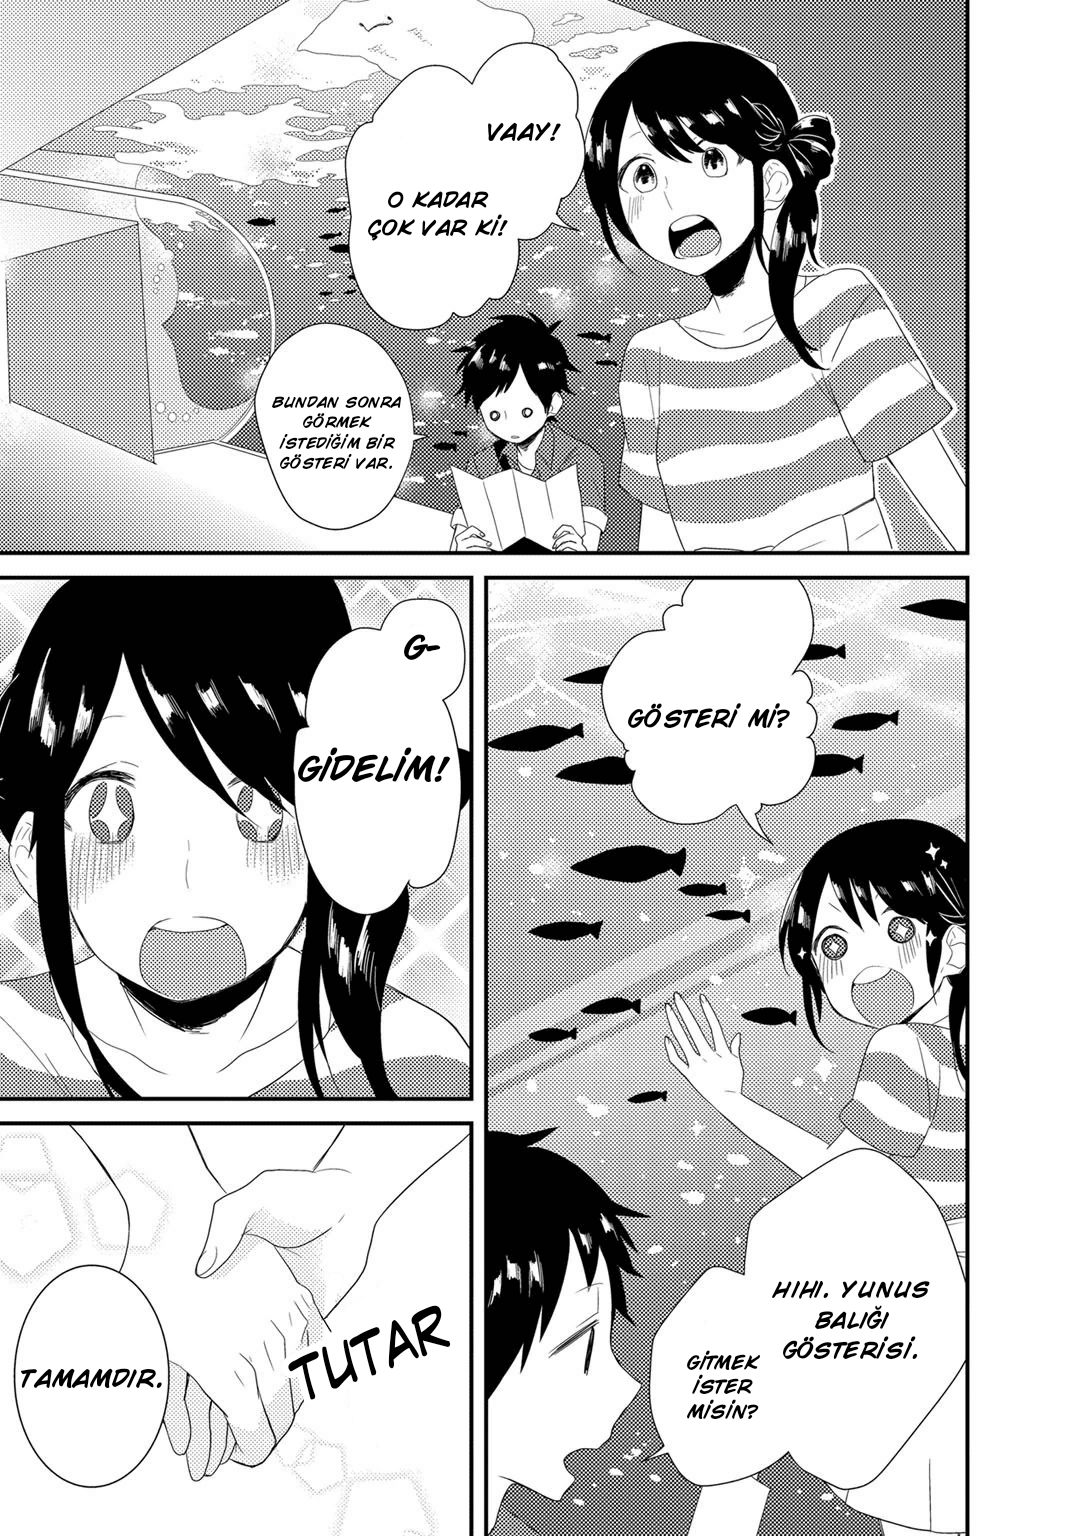 VAAY!
O KADAR
ÇOK VAR Kİ!
BUNDAN SONRA
GÖRMEK
İSTEDİĞİM BİR
GÖSTERİ VAR.
GÖSTERİ Mİ?
HIHI. YUNUS
BALIĞI
GÖSTERİSİ.
GİTMEK
İSTER
MİSİN?
G-
GİDELİM!
TUTAR
TAMAMDIR.